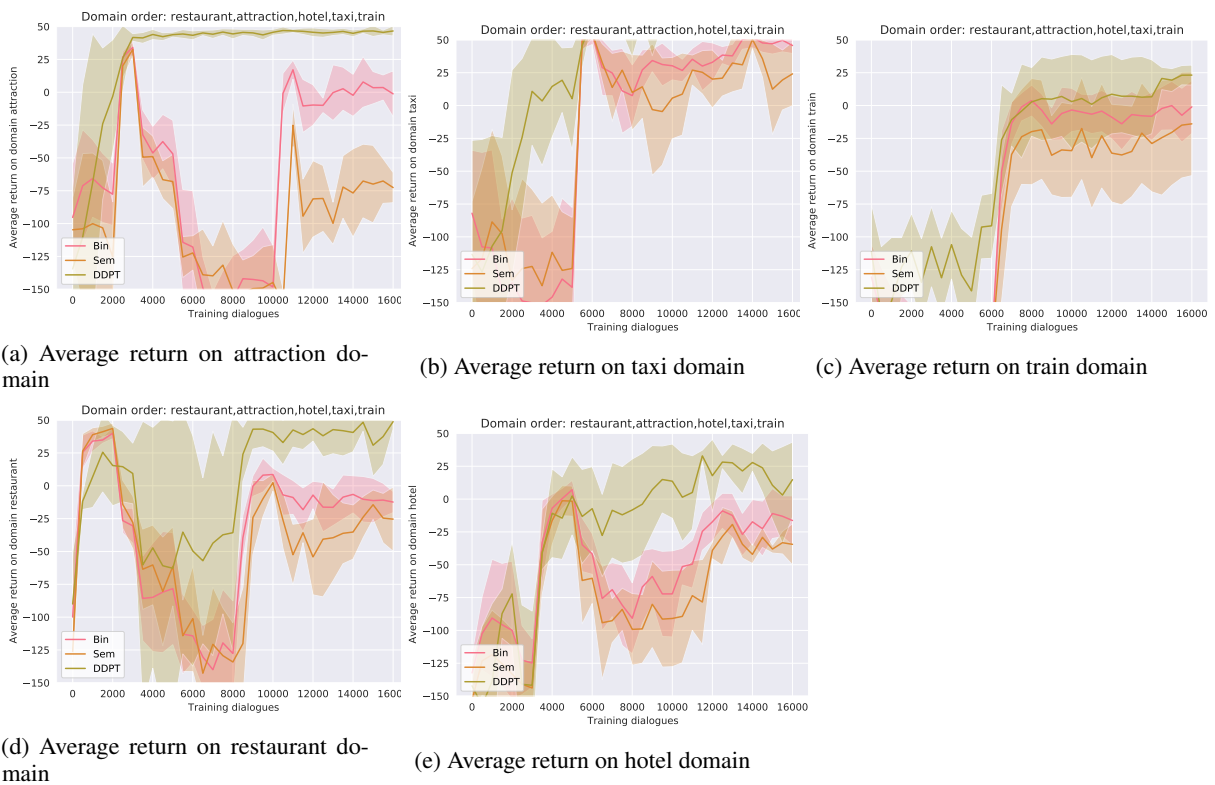 Domain order: restaurant,attraction,hotel,taxi,train
50
25
0
−25
−50
−75
−100
−125
−150
Average return on domain attraction
Bin
Sem
DDPT
0 2000 4000 6000 8000 10000 12000 14000 1600
Training dialogues
(a) Average return on attraction do-
main
Domain order: restaurant,attraction,hotel,taxi,train
50
25
0
−25
−50
−75
−100
−125
−150
Average return on domain taxi
Bin
Sem
DDPT
0 2000 4000 6000 8000 10000 12000 14000 16000
Training dialogues
(b) Average return on taxi domain
Domain order: restaurant,attraction,hotel,taxi,train
50
25
0
−25
−50
−75
−100
−125
−150
Average return on domain train
Bin
Sem
DDPT
0 2000 4000 6000 8000 10000 12000 14000 16000
Training dialogues
(c) Average return on train domain
Domain order: restaurant,attraction,hotel,taxi,train
50
25
0
−25
−50
−75
−100
−125
−150
Average return on domain restaurant
Bin
Sem
DDPT
0 2000 4000 6000 8000 10000 12000 14000 1600
Training dialogues
(d) Average return on restaurant do-
main
Domain order: restaurant,attraction,hotel,taxi,train
50
25
0
−25
−50
−75
−100
−125
−150
Average return on domain hotel
Bin
Sem
DDPT
0 2000 4000 6000 8000 10000 12000 14000 16000
Training dialogues
(e) Average return on hotel domain